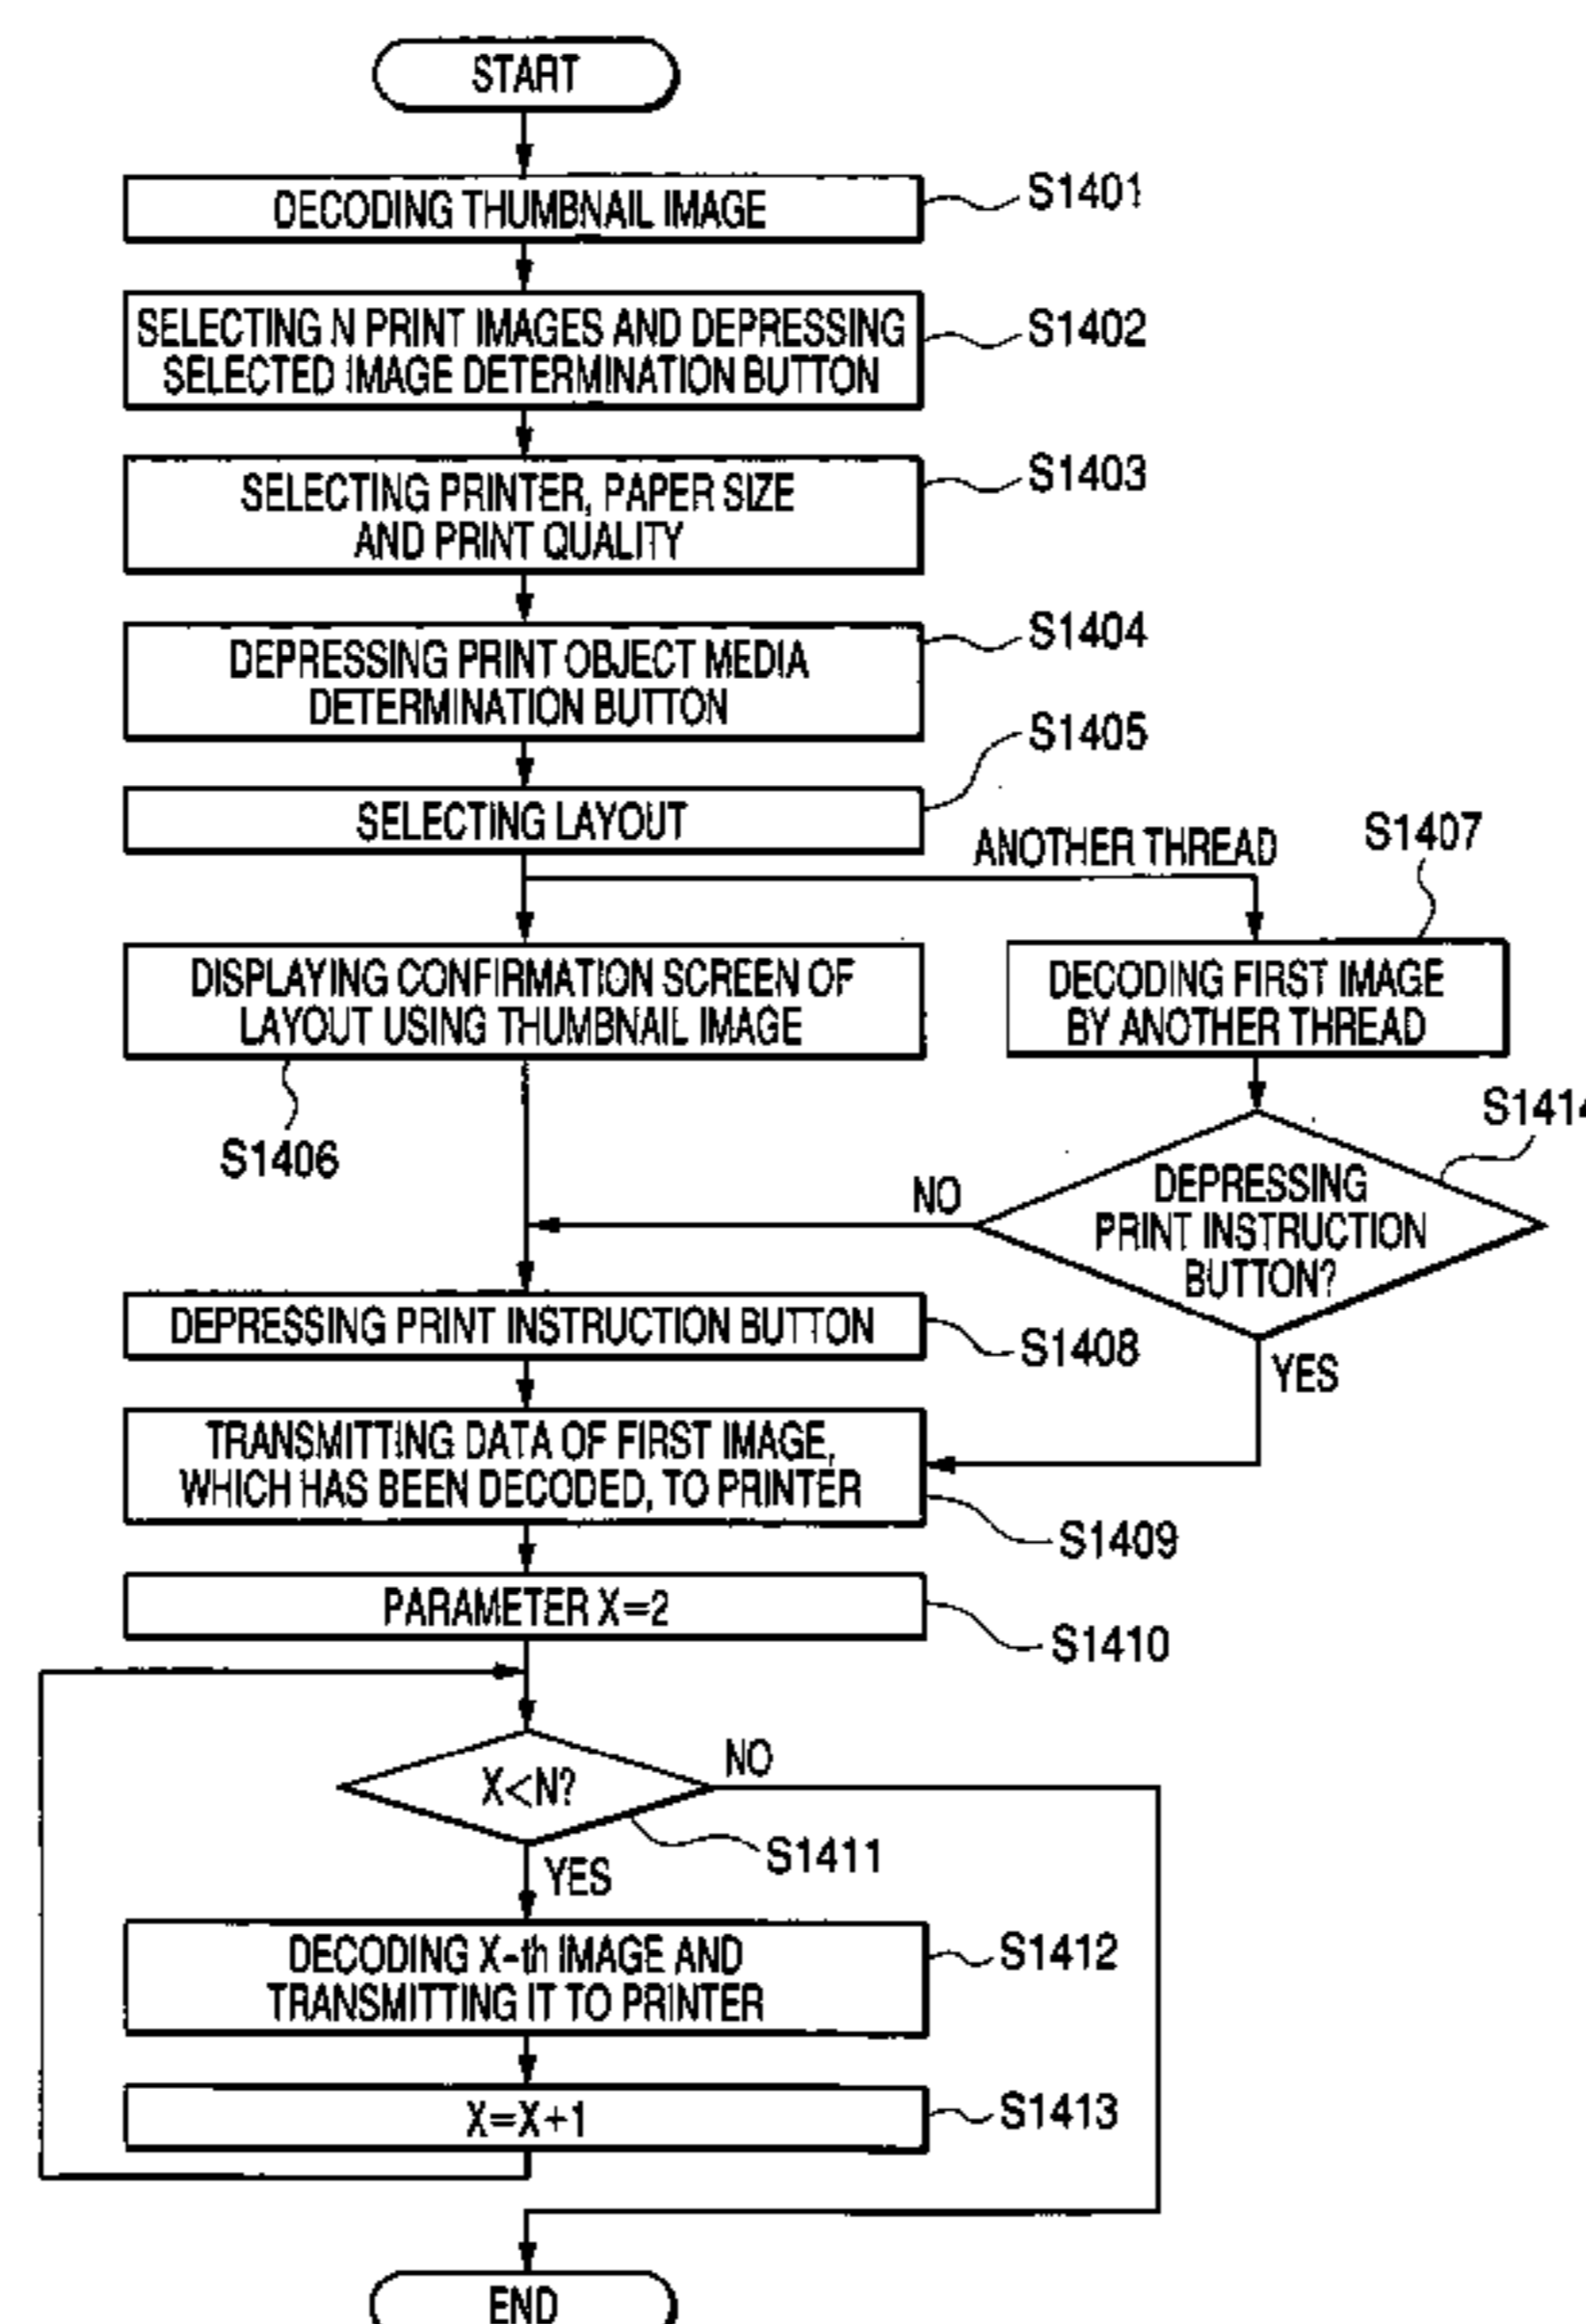 START
DECODING THUMBNAIL IMAGE
S1401
SELECTING N PRINT IMAGES AND DEPRESSING
SELECTED IMAGE DETERMINATION BUTTON
S1402
SELECTING PRINTER, PAPER SIZE
AND PRINT QUALITY
S1403
DEPRESSING PRINT OBJECT MEDIA
DETERMINATION BUTTON
S1404
SELECTING LAYOUT
S1405
ANOTHER THREAD
S1407
DISPLAYING CONFIRMATION SCREEN OF
LAYOUT USING THUMBNAIL IMAGE
S1406
DECODING FIRST IMAGE
BY ANOTHER THREAD
S1414
DEPRESSING
PRINT INSTRUCTION
BUTTON?
NO
YES
DEPRESSING PRINT INSTRUCTION BUTTON
S1408
TRANSMITTING DATA OF FIRST IMAGE,
WHICH HAS BEEN DECODED, TO PRINTER
S1409
PARAMETER X=2
S1410
X<N?
NO
S1411
YES
DECODING X-th IMAGE AND
TRANSMITTING IT TO PRINTER
S1412
X=X+1
S1413
END